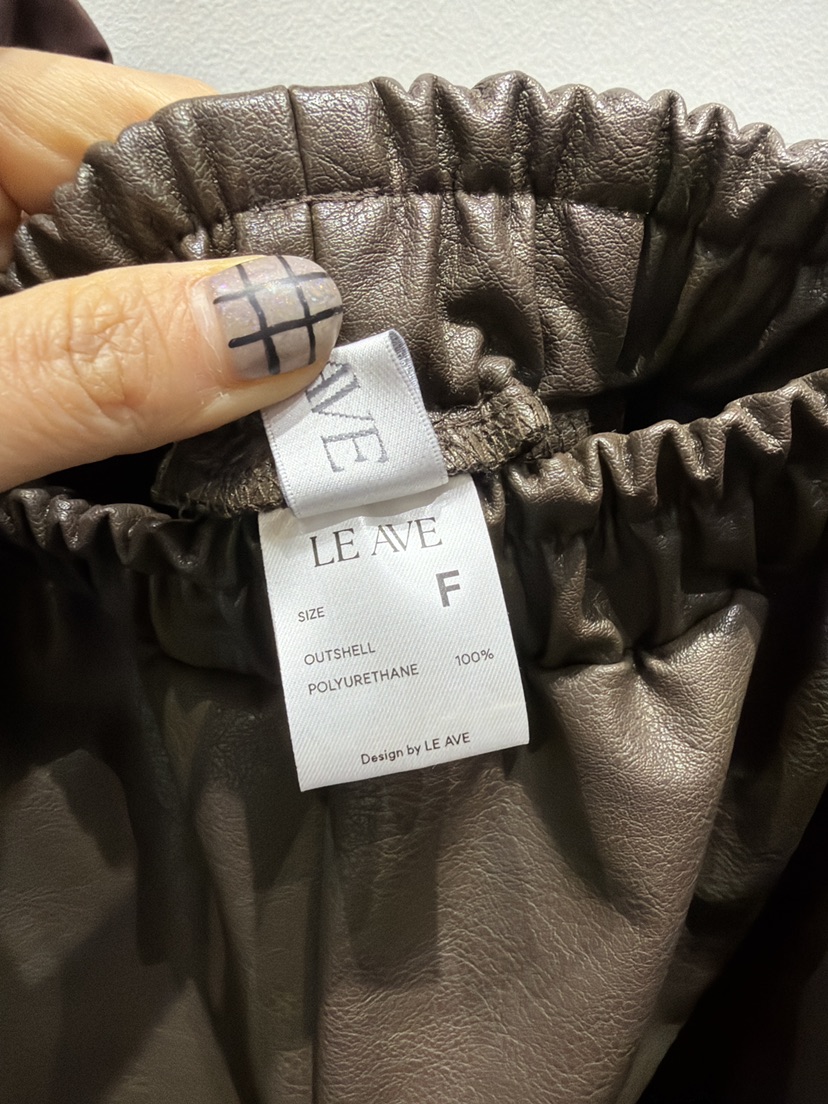 AVE
LE AVE
SIZE F
OUTSHELL
POLYURETHANE 100%
Design by LE AVE